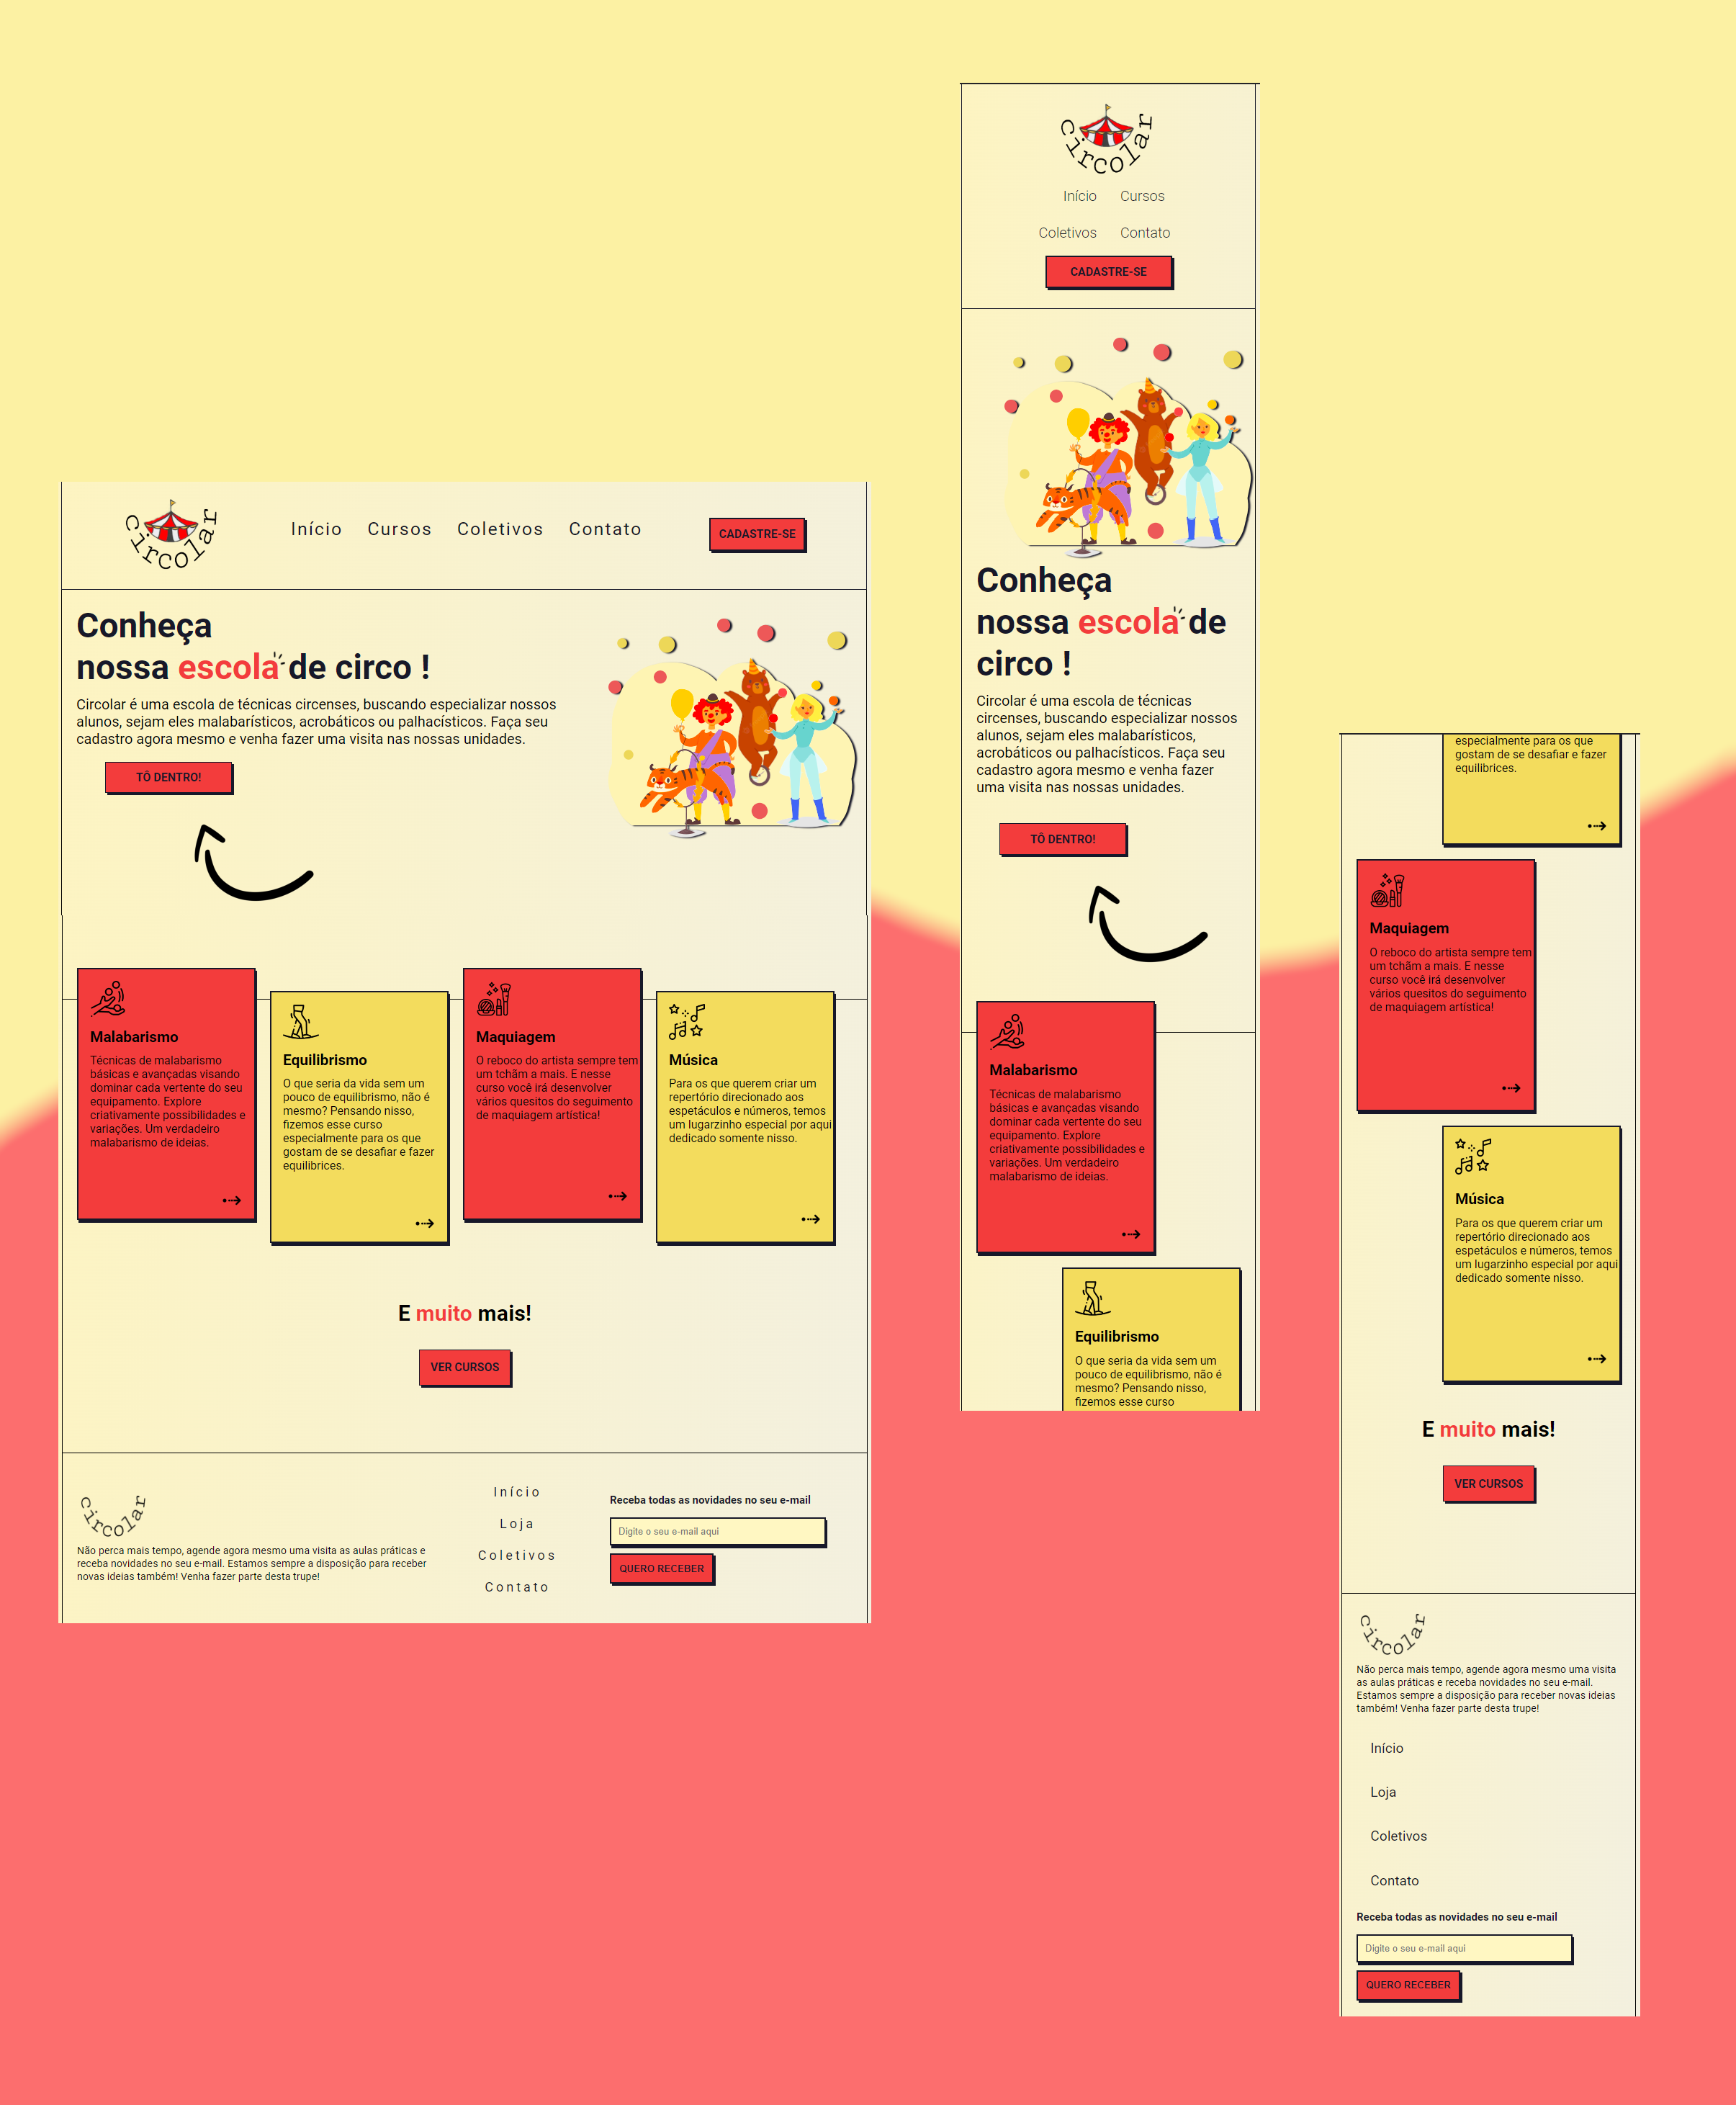 circolar
Início Cursos Coletivos Contato
CADASTRE-SE
Conheça
nossa escola de circo !
Circolar é uma escola de técnicas circenses, buscando especializar nossos
alunos, sejam eles malabarísticos, acrobáticos ou palhacísticos. Faça seu
cadastro agora mesmo e venha fazer uma visita nas nossas unidades.
TÔ DENTRO!
Malabarismo
Técnicas de malabarismo
básicas e avançadas visando
dominar cada vertente do seu
equipamento. Explore
criativamente possibilidades e
variações. Um verdadeiro
malabarismo de ideias.
Equilibrismo
O que seria da vida sem um
pouco de equilibrismo, não é
mesmo? Pensando nisso,
fizemos esse curso
especialmente para os que
gostam de se desafiar e fazer
equilibrices.
Maquiagem
O reboco do artista sempre tem
um tchãm a mais. E nesse
curso você irá desenvolver
vários quesitos do seguimento
de maquiagem artística!
Música
Para os que querem criar um
repertório direcionado aos
espetáculos e números, temos
um lugarzinho especial por aqui
dedicado somente nisso.
E muito mais!
VER CURSOS
circolar
Não perca mais tempo, agende agora mesmo uma visita as aulas práticas e
receba novidades no seu e-mail. Estamos sempre a disposição para receber
novas ideias também! Venha fazer parte desta trupe!
Início
Loja
Coletivos
Contato
Receba todas as novidades no seu e-mail
Digite o seu e-mail aqui
QUERO RECEBER
circolar
Início Cursos
Coletivos Contato
CADASTRE-SE
Conheça
nossa escola de
circo !
Circolar é uma escola de técnicas
circenses, buscando especializar nossos
alunos, sejam eles malabarísticos,
acrobáticos ou palhacísticos. Faça seu
cadastro agora mesmo e venha fazer
uma visita nas nossas unidades.
TÔ DENTRO!
Malabarismo
Técnicas de malabarismo
básicas e avançadas visando
dominar cada vertente do seu
equipamento. Explore
criativamente possibilidades e
variações. Um verdadeiro
malabarismo de ideias.
Equilibrismo
O que seria da vida sem um
pouco de equilibrismo, não é
mesmo? Pensando nisso,
fizemos esse curso
especialmente para os que
gostam de se desafiar e fazer
equilibrices.
Maquiagem
O reboco do artista sempre tem
um tchãm a mais. E nesse
curso você irá desenvolver
vários quesitos do seguimento
de maquiagem artística!
Música
Para os que querem criar um
repertório direcionado aos
espetáculos e números, temos
um lugarzinho especial por aqui
dedicado somente nisso.
E muito mais!
VER CURSOS
circolar
Não perca mais tempo, agende agora mesmo uma visita
as aulas práticas e receba novidades no seu e-mail.
Estamos sempre a disposição para receber novas ideias
também! Venha fazer parte desta trupe!
Início
Loja
Coletivos
Contato
Receba todas as novidades no seu e-mail
Digite o seu e-mail aqui
QUERO RECEBER